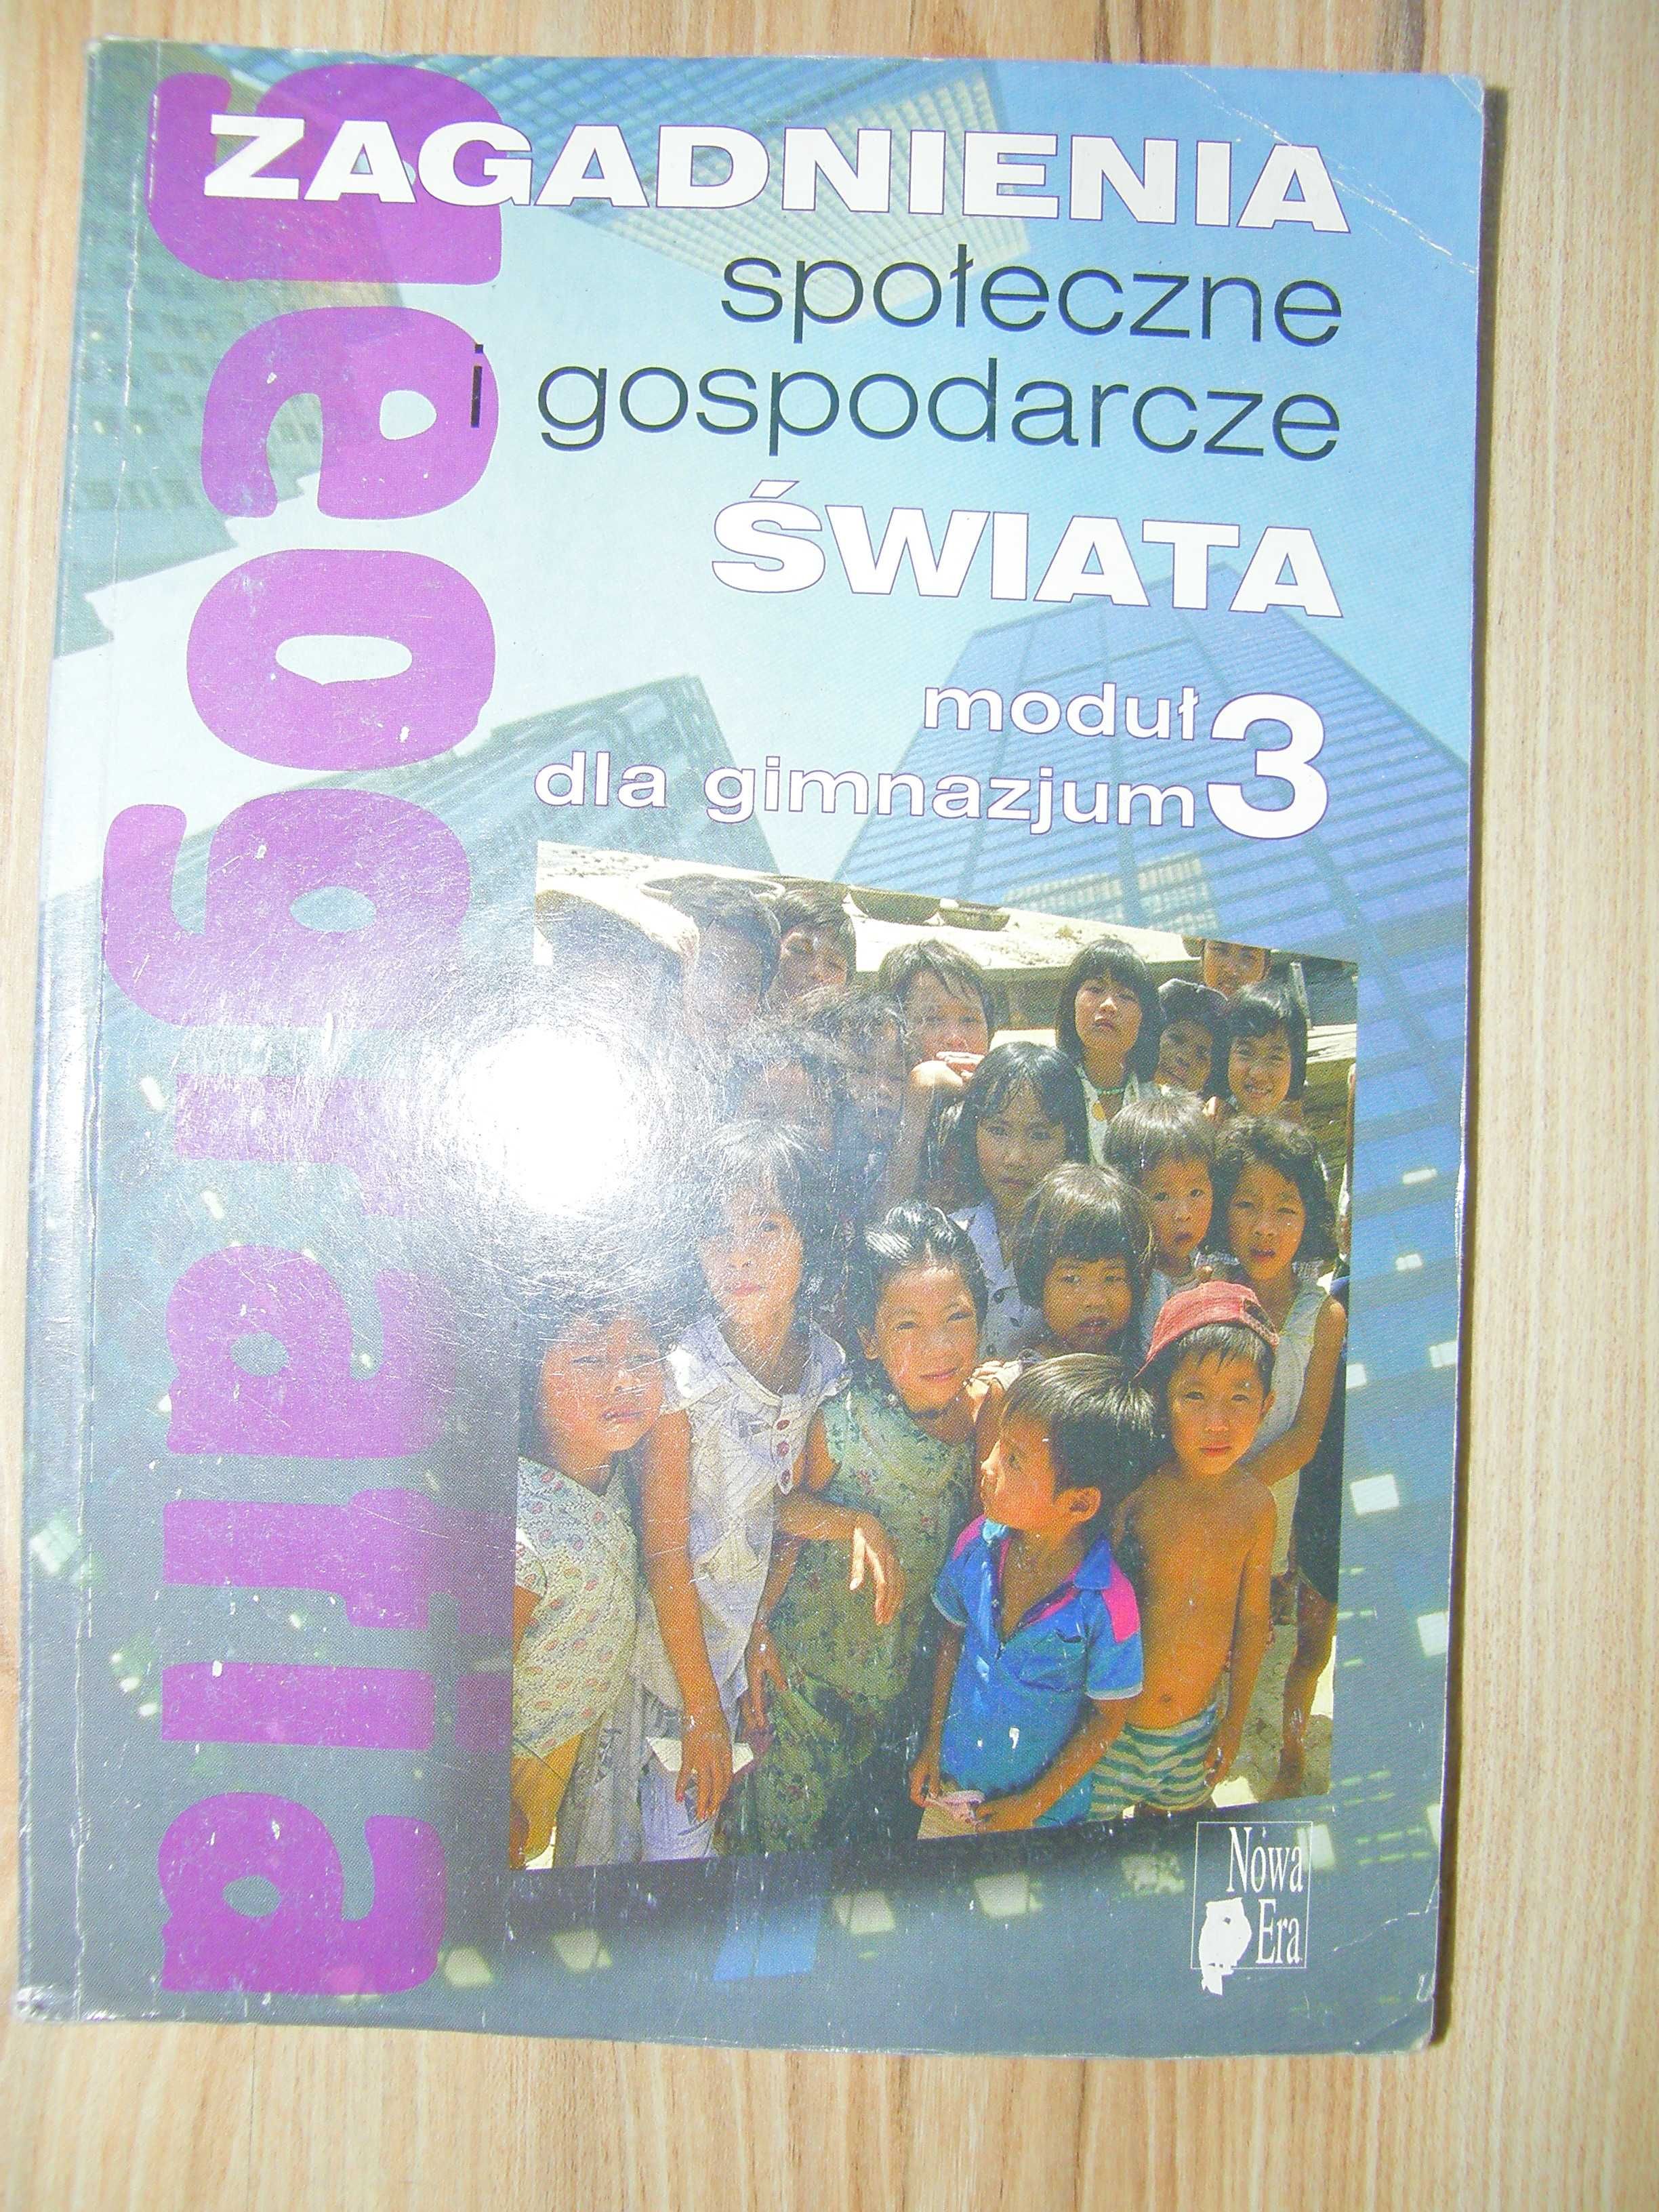 ZAGADNIENIA
społeczne
i gospodarcze
ŚWIATA
moduł 3
dla gimnazjum
geografia
Nowa
Era